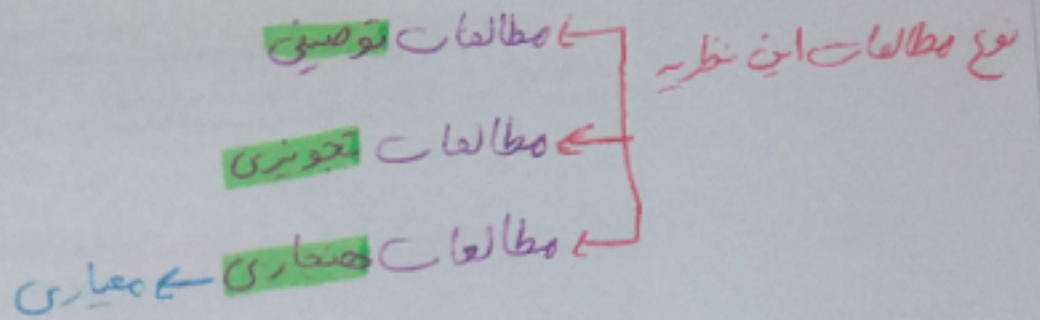 نوع مطالعات این نظریه
مطالعات توصیفی
مطالعات تجویزی
مطالعات هنجاری ← معیاری